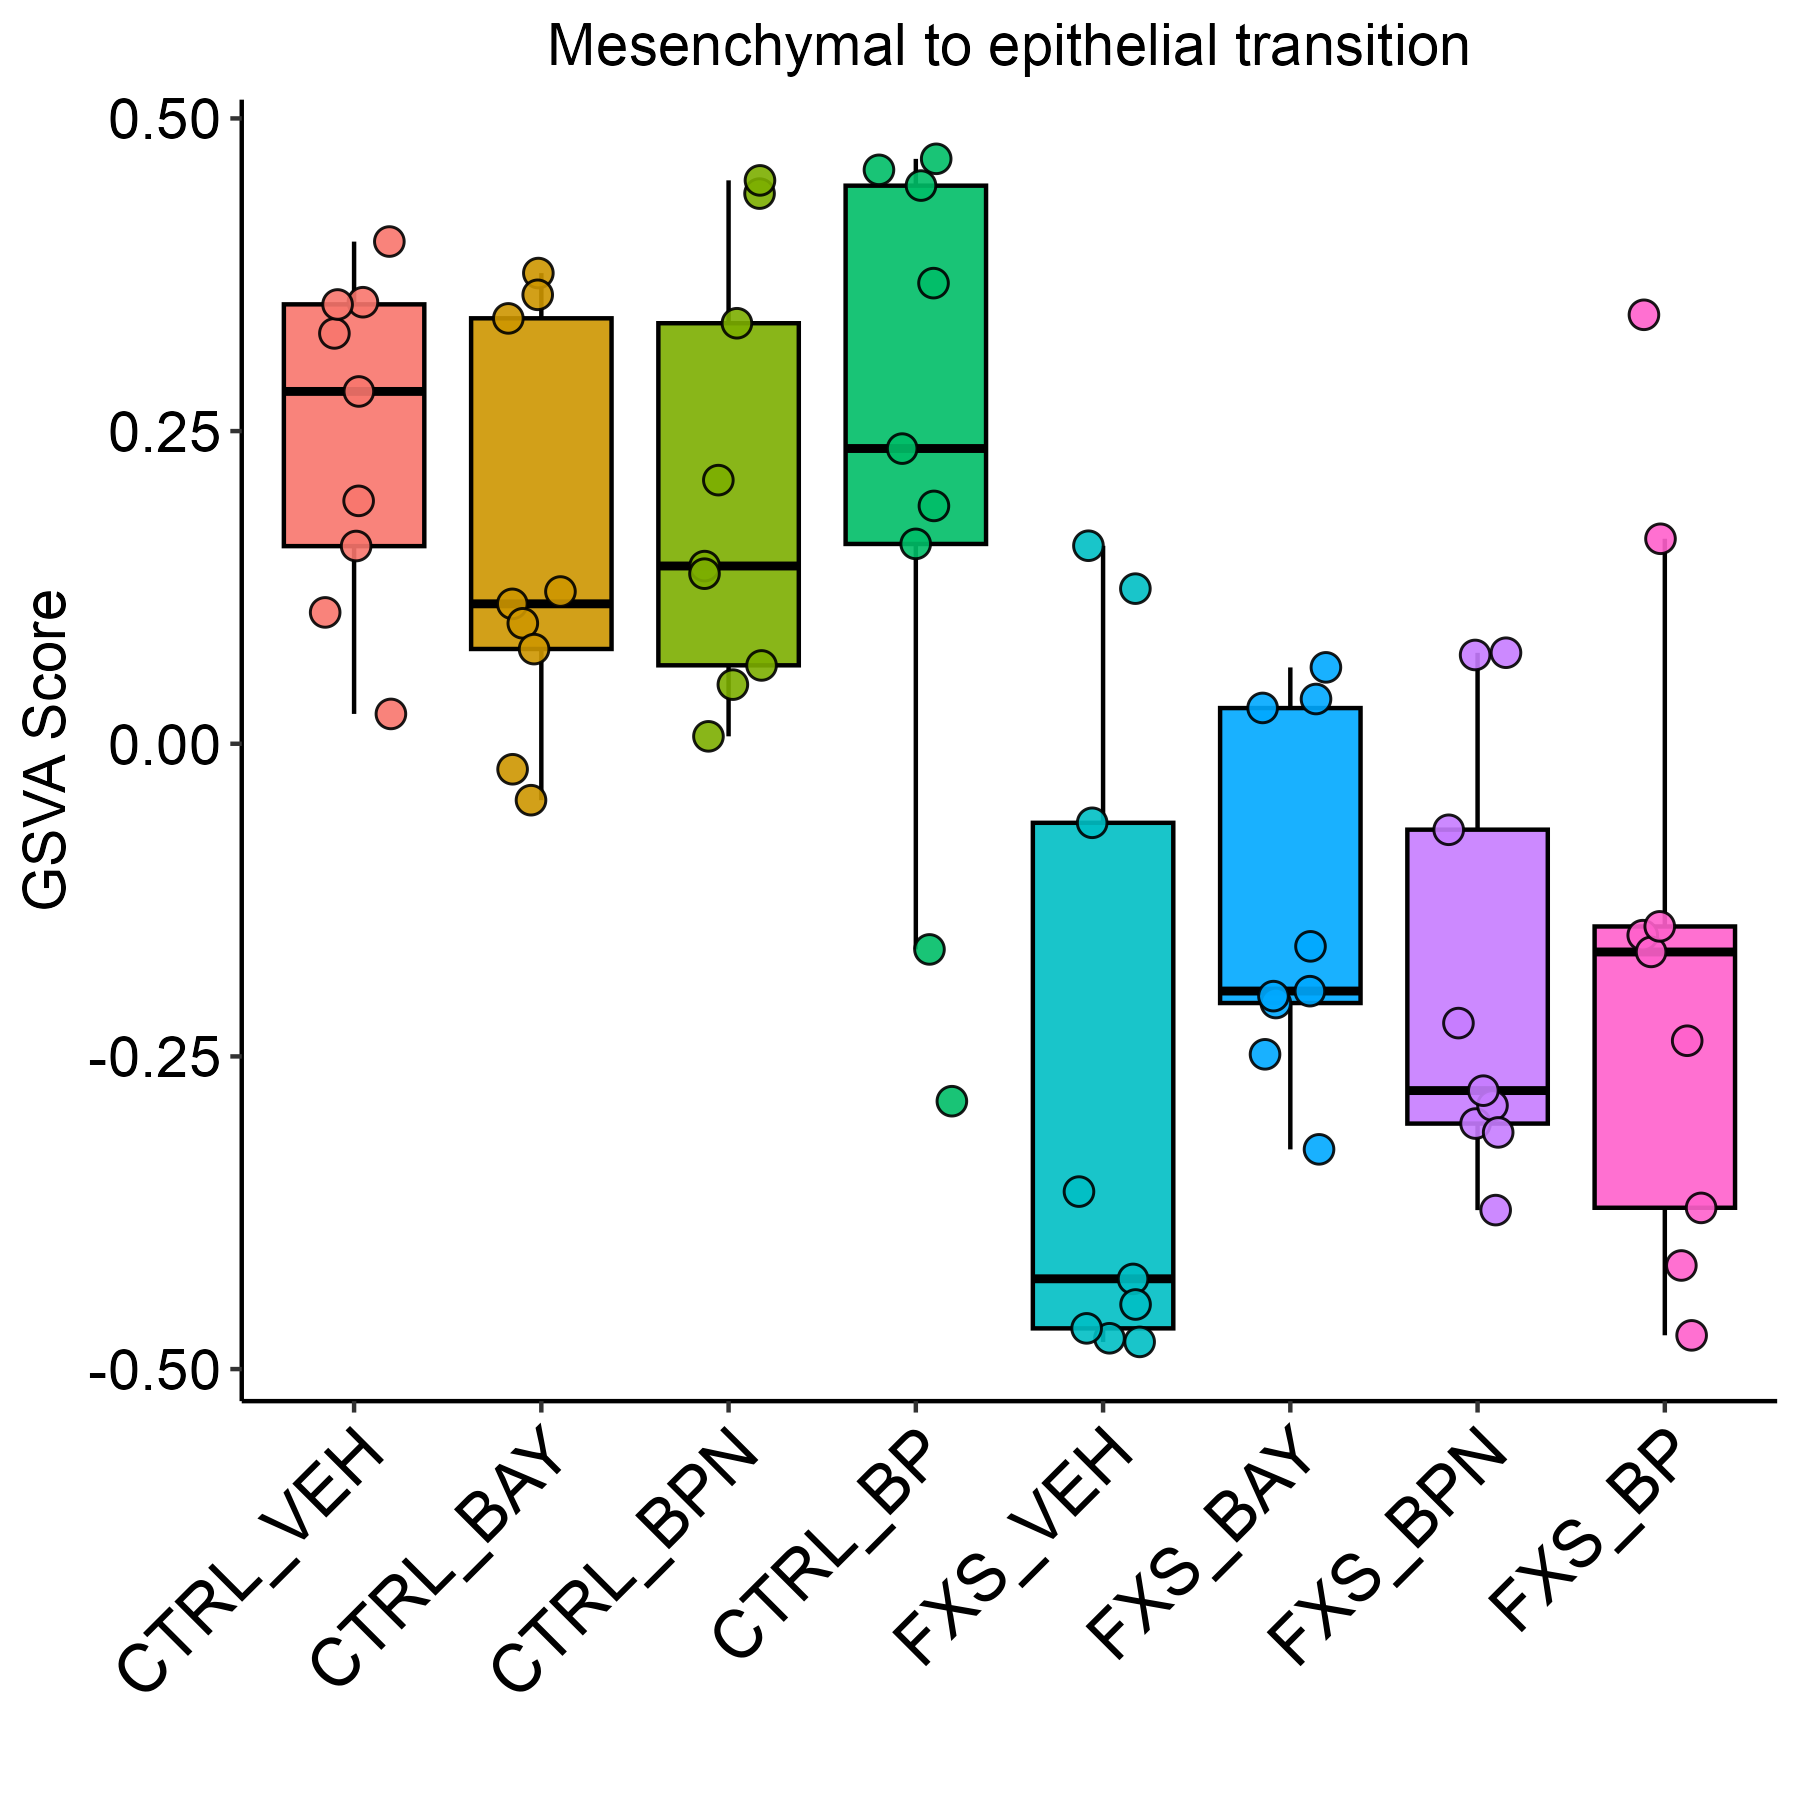 Mesenchymal to epithelial transition
GSVA Score
0.50
0.25
0.00
-0.25
-0.50
CTRL_VEH
CTRL_BAY
CTRL_BPN
CTRL_BP
FXS_VEH
FXS_BAY
FXS_BPN
FXS_BP